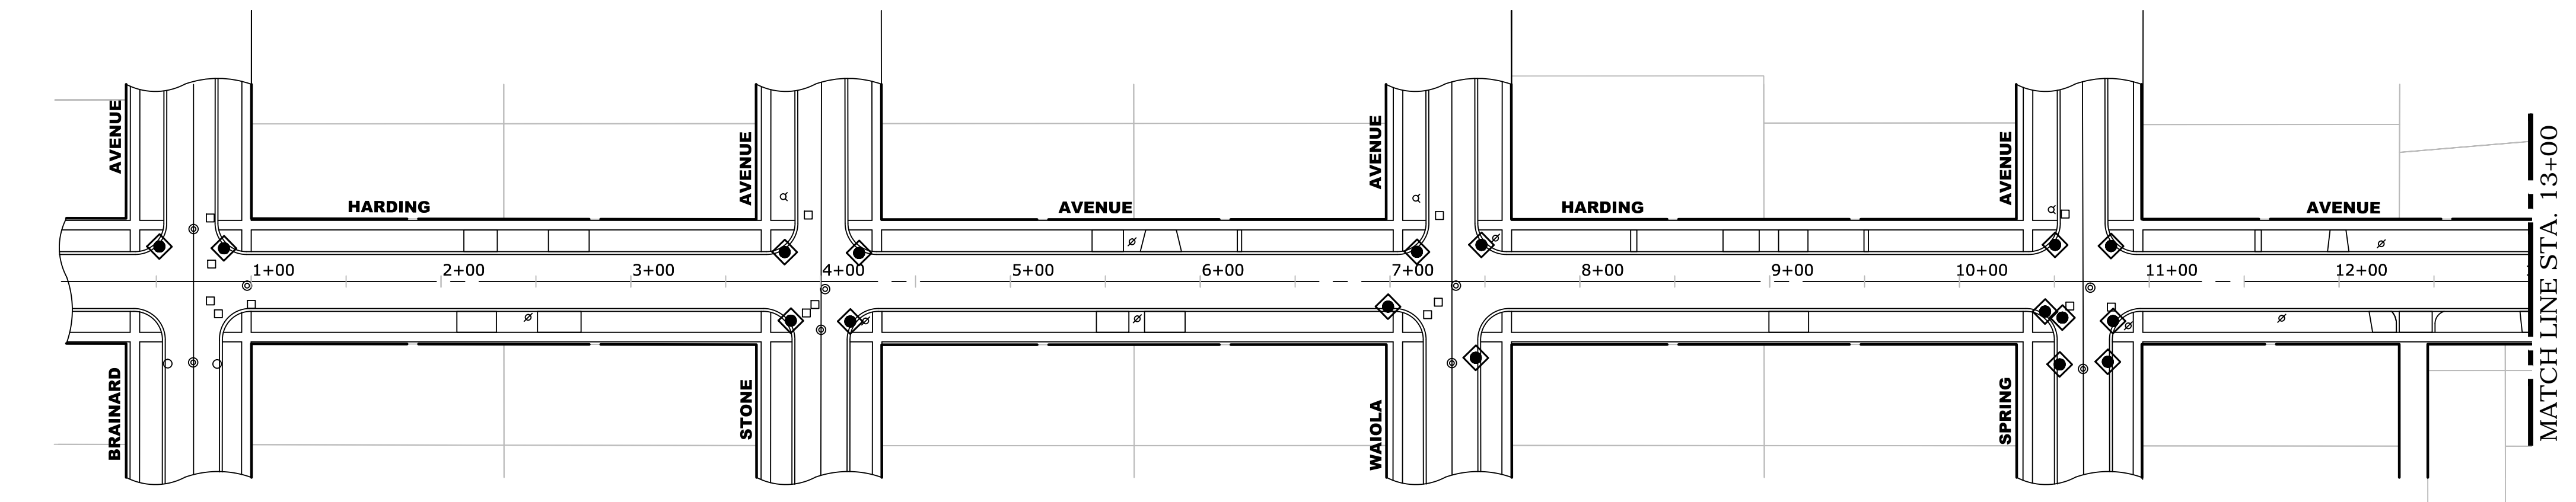 AVENUE
AVENUE
AVENUE
AVENUE
HARDING
AVENUE
HARDING
AVENUE
1+00
2+00
3+00
4+00
5+00
6+00
7+00
8+00
9+00
10+00
11+00
12+00
BRAINARD
STONE
WAIOLA
SPRING
MATCH LINE STA. 13+00